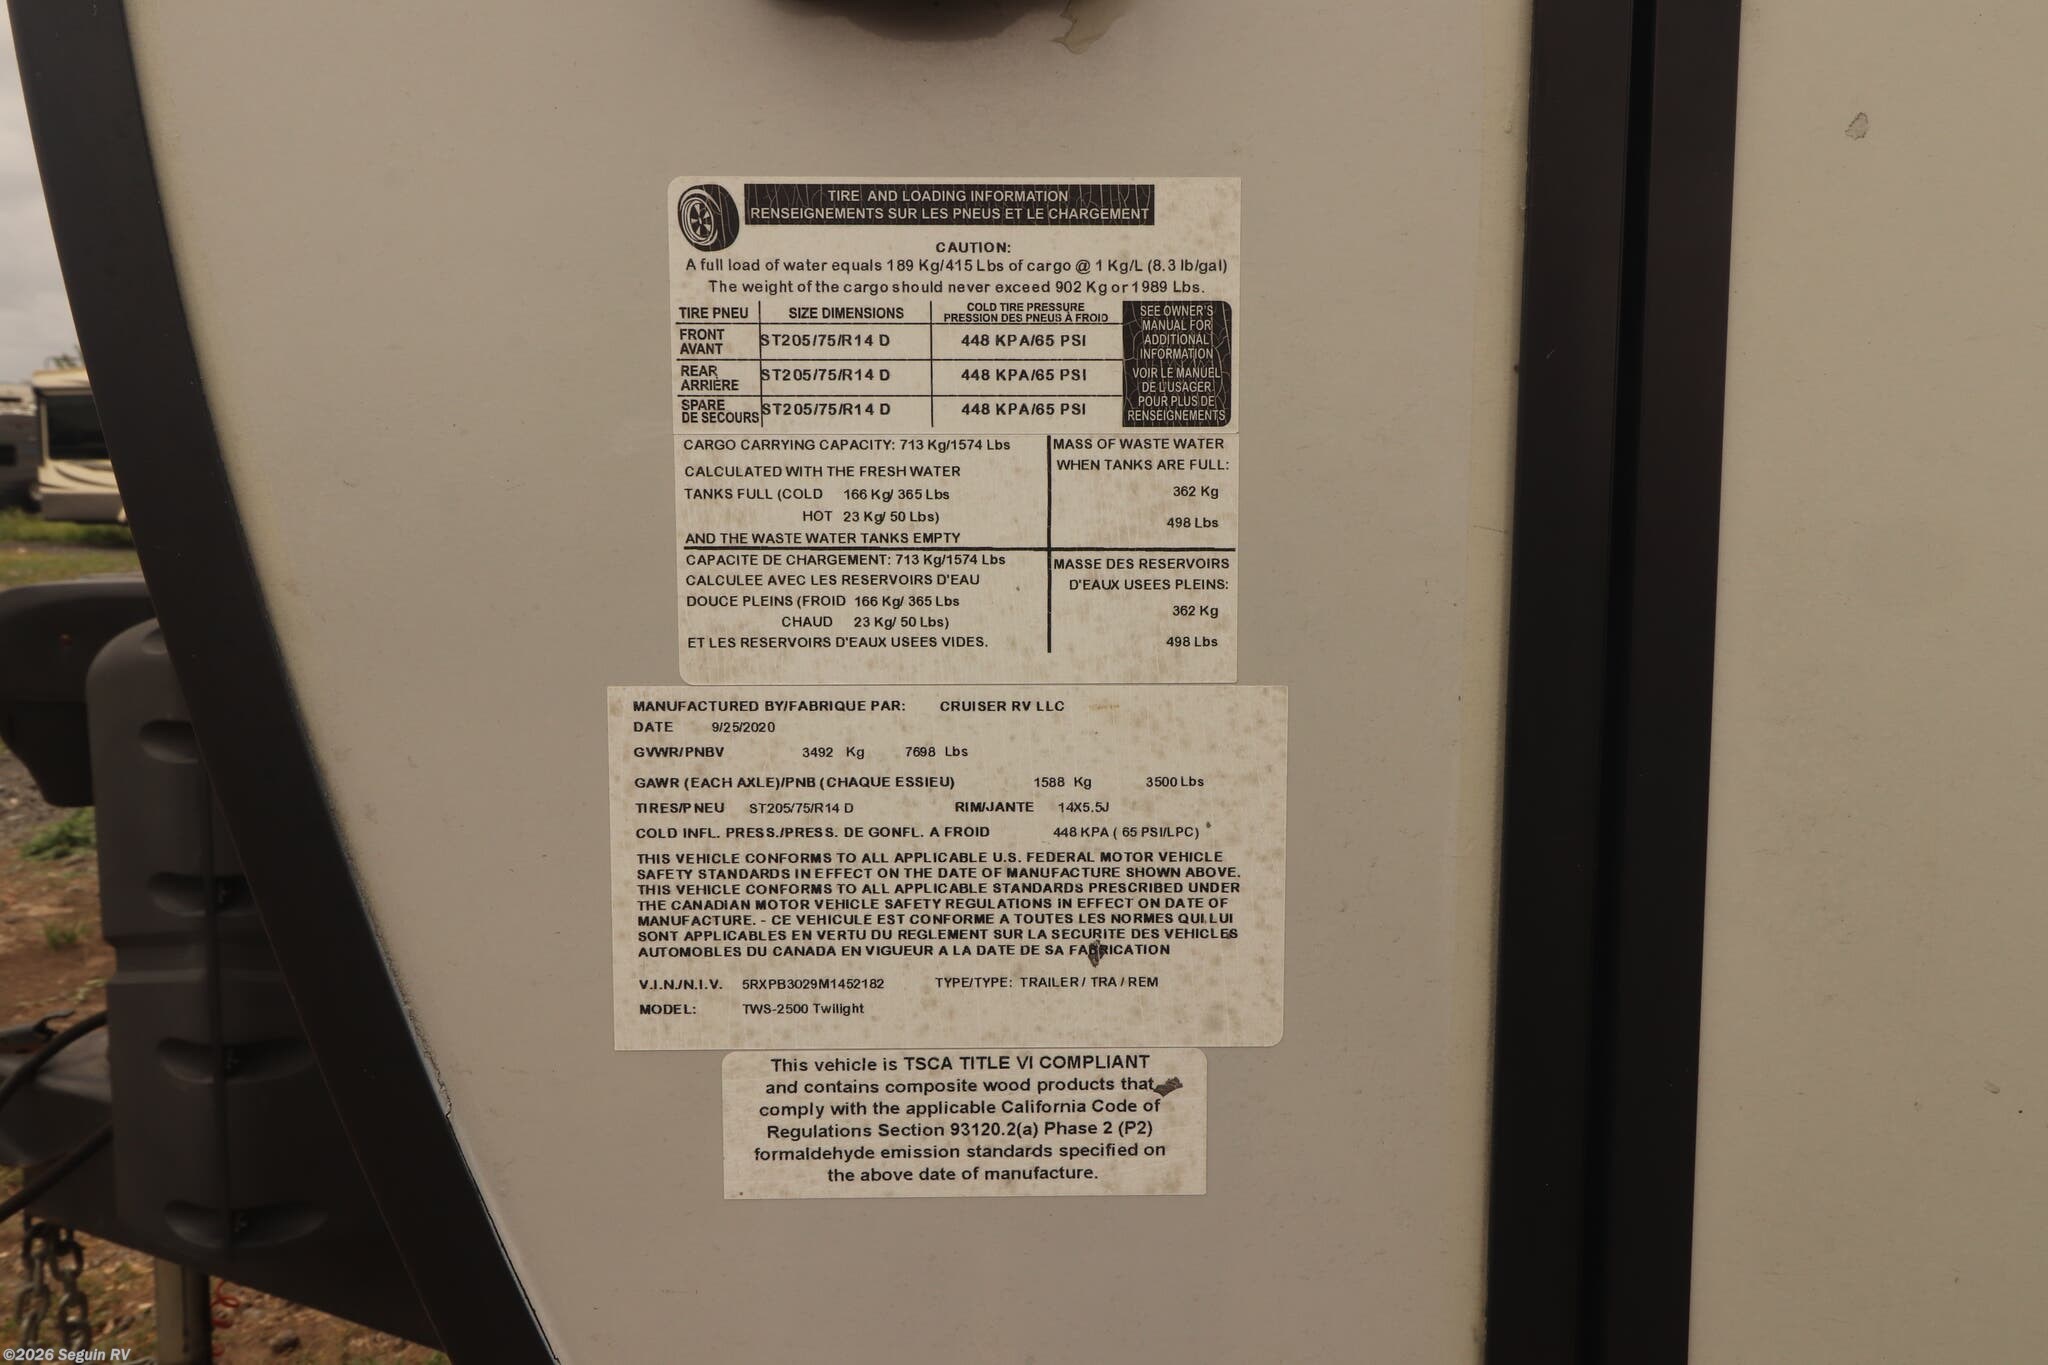 TIRE AND LOADING INFORMATION
RENSEIGNEMENTS SUR LES PNEUS ET LE CHARGEMENT
CAUTION:
A full load of water equals 189 Kg/415 Lbs of cargo @ 1 Kg/L (8.3 lb/gal)
The weight of the cargo should never exceed 902 Kg or 1989 Lbs.
TIRE PNEU SIZE DIMENSIONS COLD TIRE PRESSURE
PRESSION DES PNEUS À FROID
FRONT
AVANT ST205/75/R14 D 448 KPA/65 PSI
REAR
ARRIÈRE ST205/75/R14 D 448 KPA/65 PSI
SPARE
DE SECOURS ST205/75/R14 D 448 KPA/65 PSI
SEE OWNER'S
MANUAL FOR
ADDITIONAL
INFORMATION
VOIR LE MANUEL
DE L'USAGER
POUR PLUS DE
RENSEIGNEMENTS
CARGO CARRYING CAPACITY: 713 Kg/1574 Lbs
CALCULATED WITH THE FRESH WATER
TANKS FULL (COLD 166 Kg/ 365 Lbs
HOT 23 Kg/ 50 Lbs)
AND THE WASTE WATER TANKS EMPTY
MASS OF WASTE WATER
WHEN TANKS ARE FULL:
362 Kg
498 Lbs
CAPACITE DE CHARGEMENT: 713 Kg/1574 Lbs
CALCULEE AVEC LES RESERVOIRS D'EAU
DOUCE PLEINS (FROID 166 Kg/ 365 Lbs
CHAUD 23 Kg/ 50 Lbs)
ET LES RESERVOIRS D'EAUX USEES VIDES.
MASSE DES RESERVOIRS
D'EAUX USEES PLEINS:
362 Kg
498 Lbs
MANUFACTURED BY/FABRIQUE PAR: CRUISER RV LLC
DATE 9/25/2020
GVWR/PNBV 3492 Kg 7698 Lbs
GAWR (EACH AXLE)/PNB (CHAQUE ESSIEU) 1588 Kg 3500 Lbs
TIRES/PNEU ST205/75/R14 D RIM/JANTE 14X5.5J
COLD INFL. PRESS./PRESS. DE GONFL. A FROID 448 KPA ( 65 PSI/LPC)
THIS VEHICLE CONFORMS TO ALL APPLICABLE U.S. FEDERAL MOTOR VEHICLE
SAFETY STANDARDS IN EFFECT ON THE DATE OF MANUFACTURE SHOWN ABOVE.
THIS VEHICLE CONFORMS TO ALL APPLICABLE STANDARDS PRESCRIBED UNDER
THE CANADIAN MOTOR VEHICLE SAFETY REGULATIONS IN EFFECT ON DATE OF
MANUFACTURE. - CE VEHICULE EST CONFORME A TOUTES LES NORMES QUI LUI
SONT APPLICABLES EN VERTU DU REGLEMENT SUR LA SECURITE DES VEHICLES
AUTOMOBLES DU CANADA EN VIGUEUR A LA DATE DE SA FABRICATION
V.I.N./N.I.V. 5RXPB3029M1452182 TYPE/TYPE: TRAILER / TRA / REM
MODEL: TWS-2500 Twilight
This vehicle is TSCA TITLE VI COMPLIANT
and contains composite wood products that
comply with the applicable California Code of
Regulations Section 93120.2(a) Phase 2 (P2)
formaldehyde emission standards specified on
the above date of manufacture.
©2026 Seguin RV